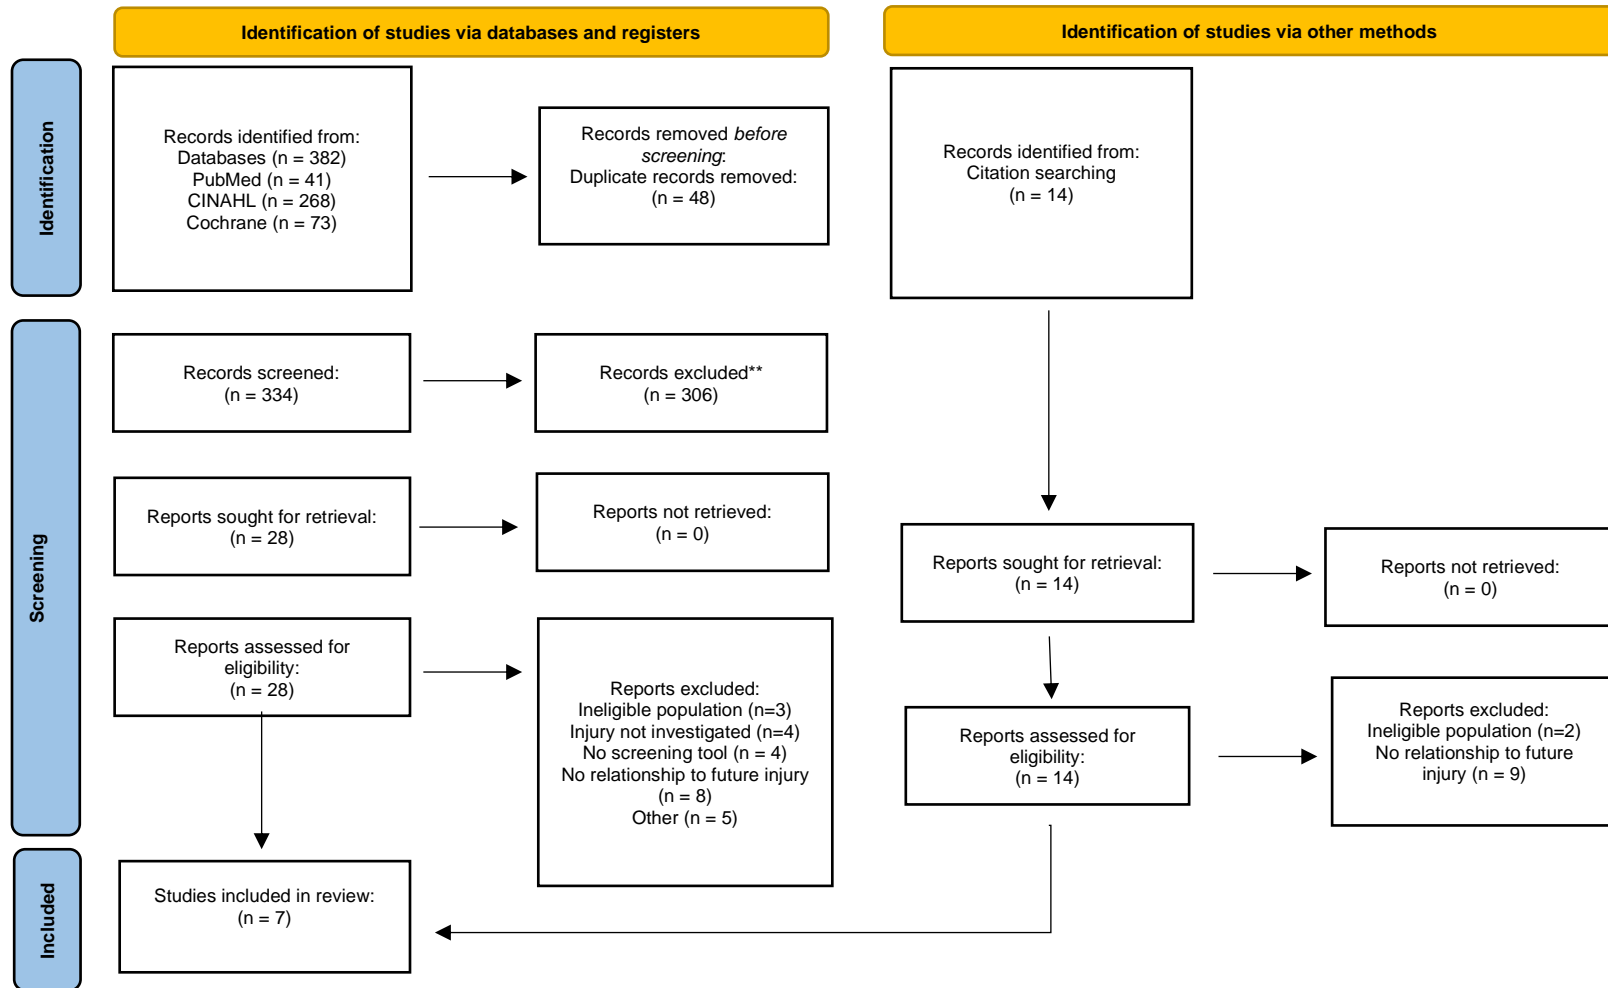 Identification of studies via databases and registers
Identification of studies via other methods
Identification
Records identified from:
Databases (n = 382)
PubMed (n = 41)
CINAHL (n = 268)
Cochrane (n = 73)
Records removed before
screening:
Duplicate records removed:
(n = 48)
Records identified from:
Citation searching
(n = 14)
Screening
Records screened:
(n = 334)
Records excluded**
(n = 306)
Reports sought for retrieval:
(n = 28)
Reports not retrieved:
(n = 0)
Reports sought for retrieval:
(n = 14)
Reports not retrieved:
(n = 0)
Reports assessed for
eligibility:
(n = 28)
Reports excluded:
Ineligible population (n=3)
Injury not investigated (n=4)
No screening tool (n = 4)
No relationship to future injury
(n = 8)
Other (n = 5)
Reports assessed for
eligibility:
(n = 14)
Reports excluded:
Ineligible population (n=2)
No relationship to future
injury (n = 9)
Included
Studies included in review:
(n = 7)